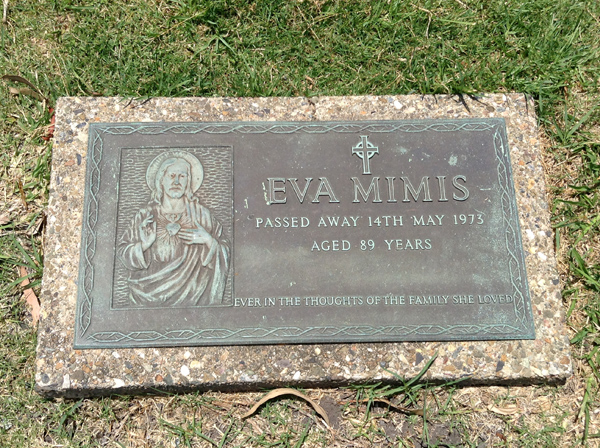 EVA MIMIS
PASSED AWAY 14TH MAY 1973
AGED 89 YEARS
EVER IN THE THOUGHTS OF THE FAMILY SHE LOVED